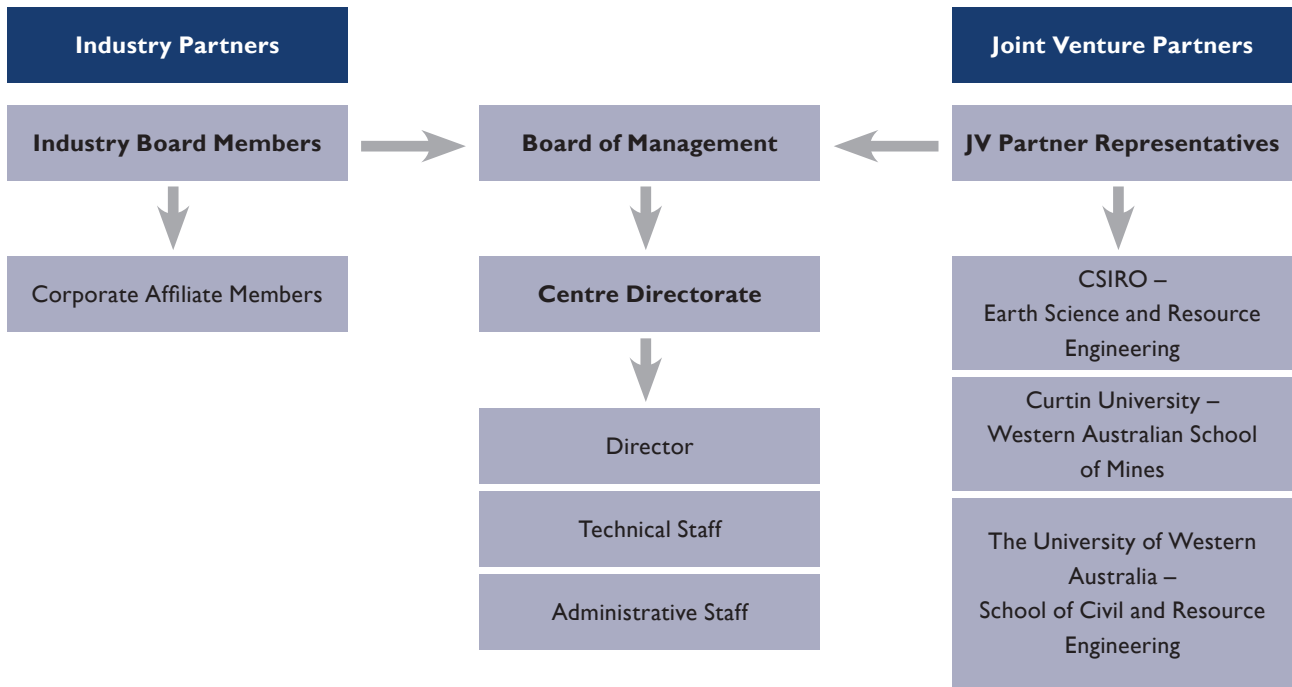 Industry Partners
Joint Venture Partners
Industry Board Members
Board of Management
JV Partner Representatives
Corporate Affiliate Members
Centre Directorate
CSIRO –
Earth Science and Resource
Engineering
Director
Curtin University –
Western Australian School
of Mines
Technical Staff
Administrative Staff
The University of Western
Australia –
School of Civil and Resource
Engineering